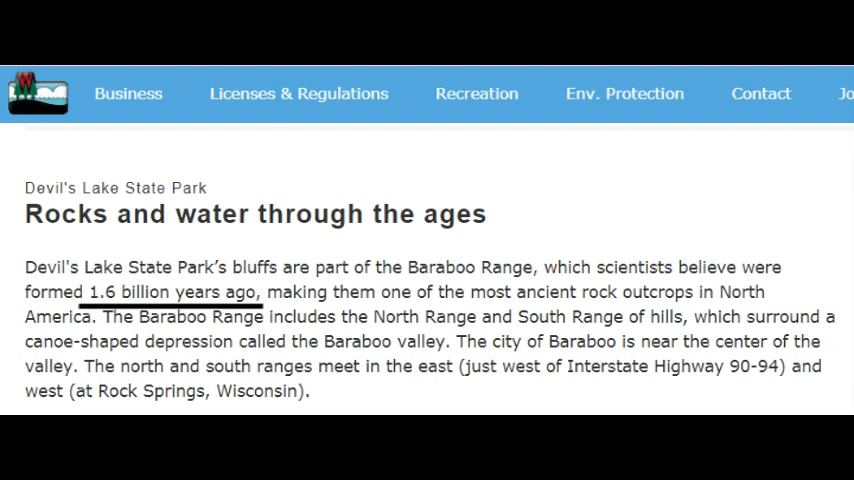 W
Business Licenses & Regulations Recreation Env. Protection Contact Jo
Devil's Lake State Park
Rocks and water through the ages
Devil's Lake State Park’s bluffs are part of the Baraboo Range, which scientists believe were
formed 1.6 billion years ago, making them one of the most ancient rock outcrops in North
America. The Baraboo Range includes the North Range and South Range of hills, which surround a
canoe-shaped depression called the Baraboo valley. The city of Baraboo is near the center of the
valley. The north and south ranges meet in the east (just west of Interstate Highway 90-94) and
west (at Rock Springs, Wisconsin).